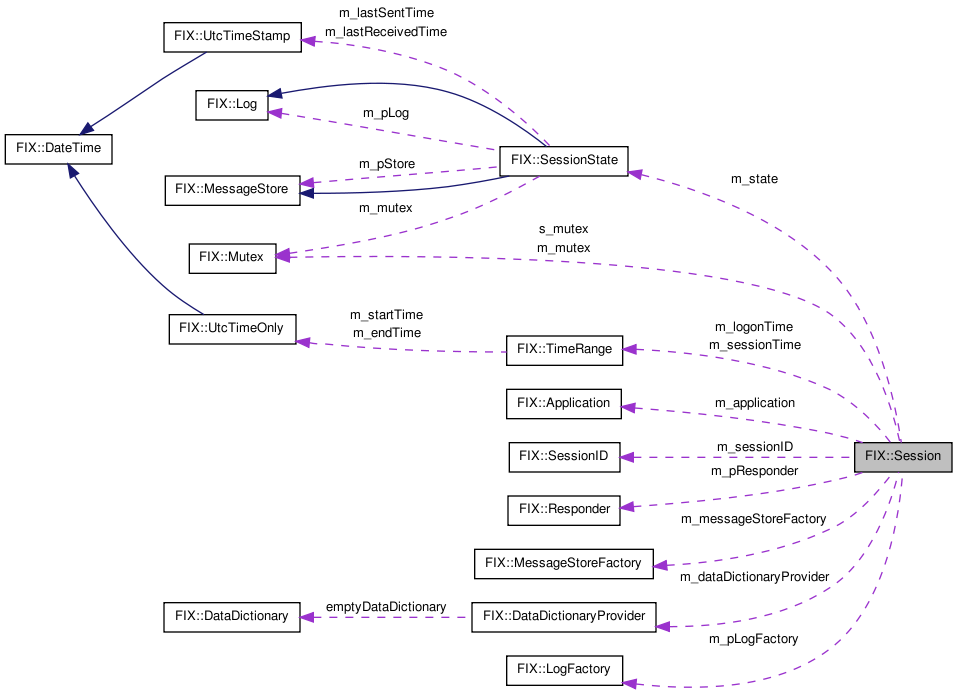 m_lastSentTime
m_lastReceivedTime
FIX::UtcTimeStamp
FIX::Log
m_pLog
FIX::DateTime
FIX::SessionState
m_pStore
FIX::MessageStore
m_state
m_mutex
s_mutex
m_mutex
FIX::Mutex
m_startTime
m_endTime
FIX::UtcTimeOnly
m_logonTime
m_sessionTime
FIX::TimeRange
FIX::Application
m_application
FIX::SessionID
m_sessionID
FIX::Session
m_pResponder
FIX::Responder
m_messageStoreFactory
FIX::MessageStoreFactory
m_dataDictionaryProvider
FIX::DataDictionary
emptyDataDictionary
FIX::DataDictionaryProvider
m_pLogFactory
FIX::LogFactory